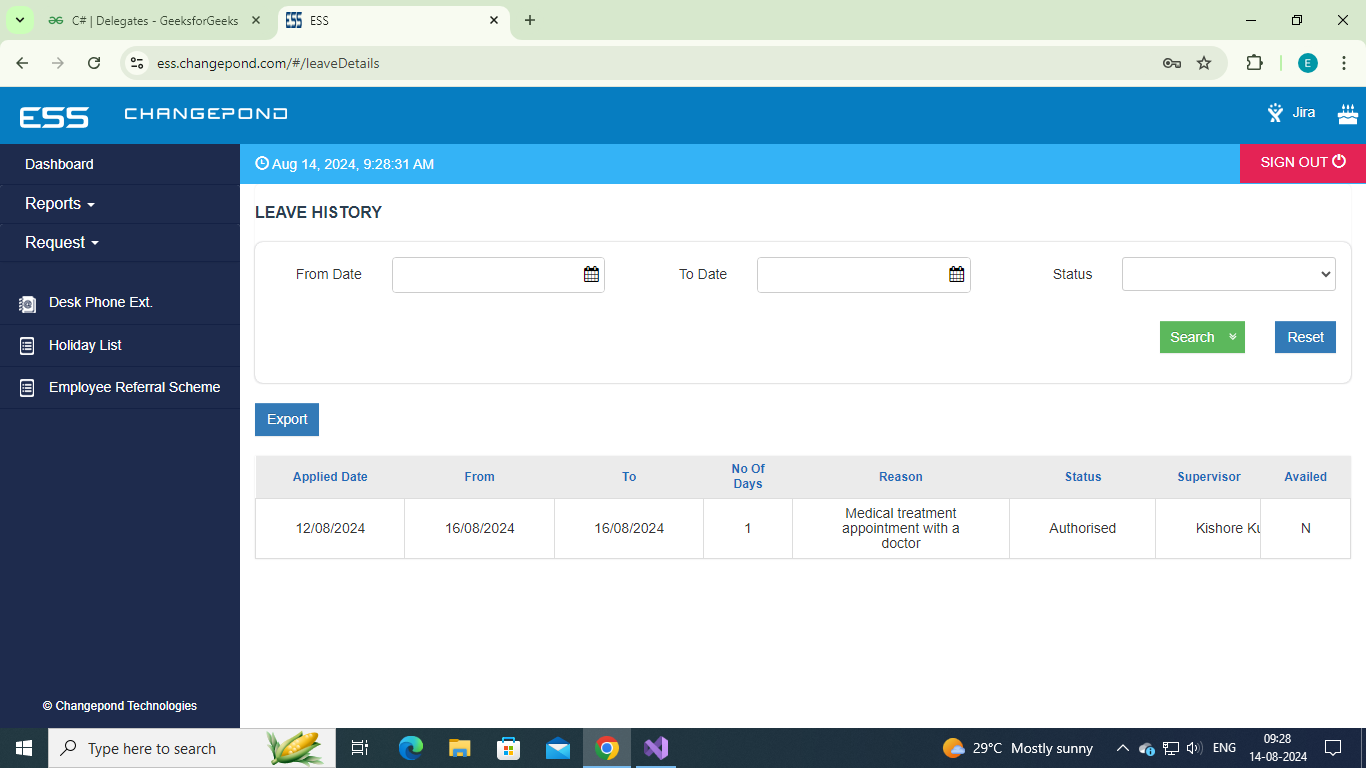 C# | Delegates - GeeksforGeeks
ESS
ess.changepond.com/#/leaveDetails
E
ESS CHANGEPOND
Jira
Dashboard
Aug 14, 2024, 9:28:31 AM
SIGN OUT
Reports
Request
Desk Phone Ext.
Holiday List
Employee Referral Scheme
© Changepond Technologies
LEAVE HISTORY
From Date
To Date
Status
Search
Reset
Export
Applied Date From To No Of Days Reason Status Supervisor Availed
12/08/2024 16/08/2024 16/08/2024 1 Medical treatment appointment with a doctor Authorised Kishore Ku N
Type here to search
29°C Mostly sunny
ENG
09:28
14-08-2024